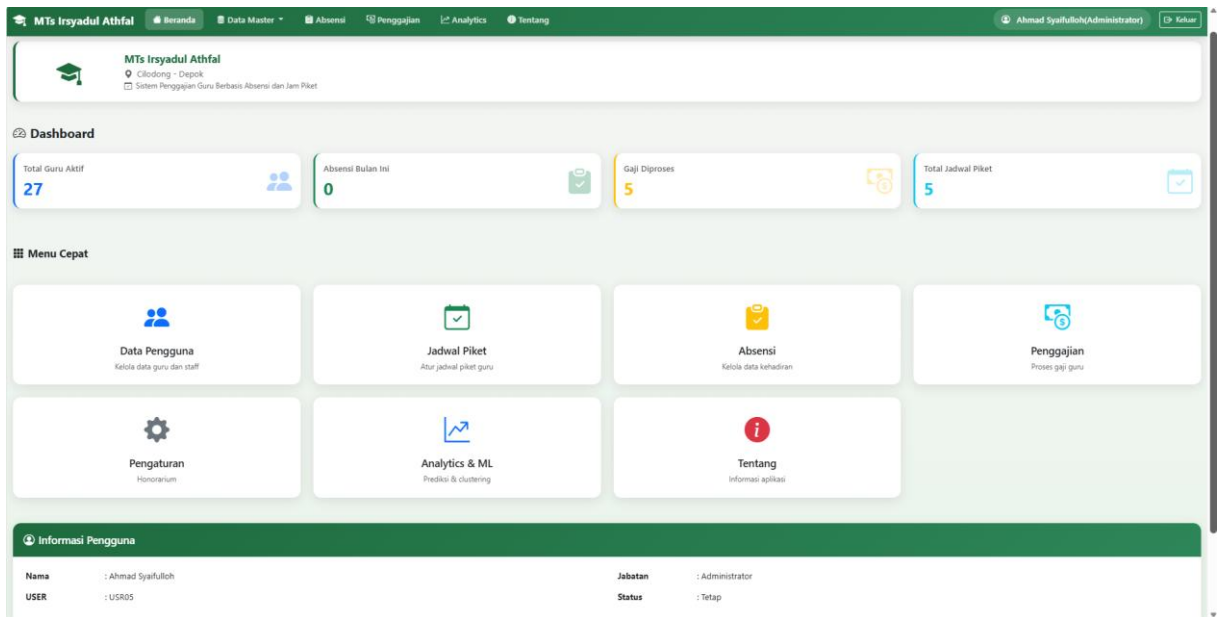 MTs Irsyadul Athfal Beranda Data Master Absensi Penggajian Analytics Tentang Ahmad Syaifulloh(Administrator) Keluar
MTs Irsyadul Athfal
Cilodong - Depok
Sistem Penggajian Guru Berbasis Absensi dan Jam Piket
Dashboard
Total Guru Aktif
27
Absensi Bulan Ini
0
Gaji Diproses
5
Total Jadwal Piket
5
Menu Cepat
Data Pengguna
Kelola data guru dan staff
Jadwal Piket
Atur jadwal piket guru
Absensi
Kelola data kehadiran
Penggajian
Proses gaji guru
Pengaturan
Honorarium
Analytics & ML
Prediksi & clustering
Tentang
Informasi aplikasi
Informasi Pengguna
Nama : Ahmad Syaifulloh Jabatan : Administrator
USER : USR05 Status : Tetap